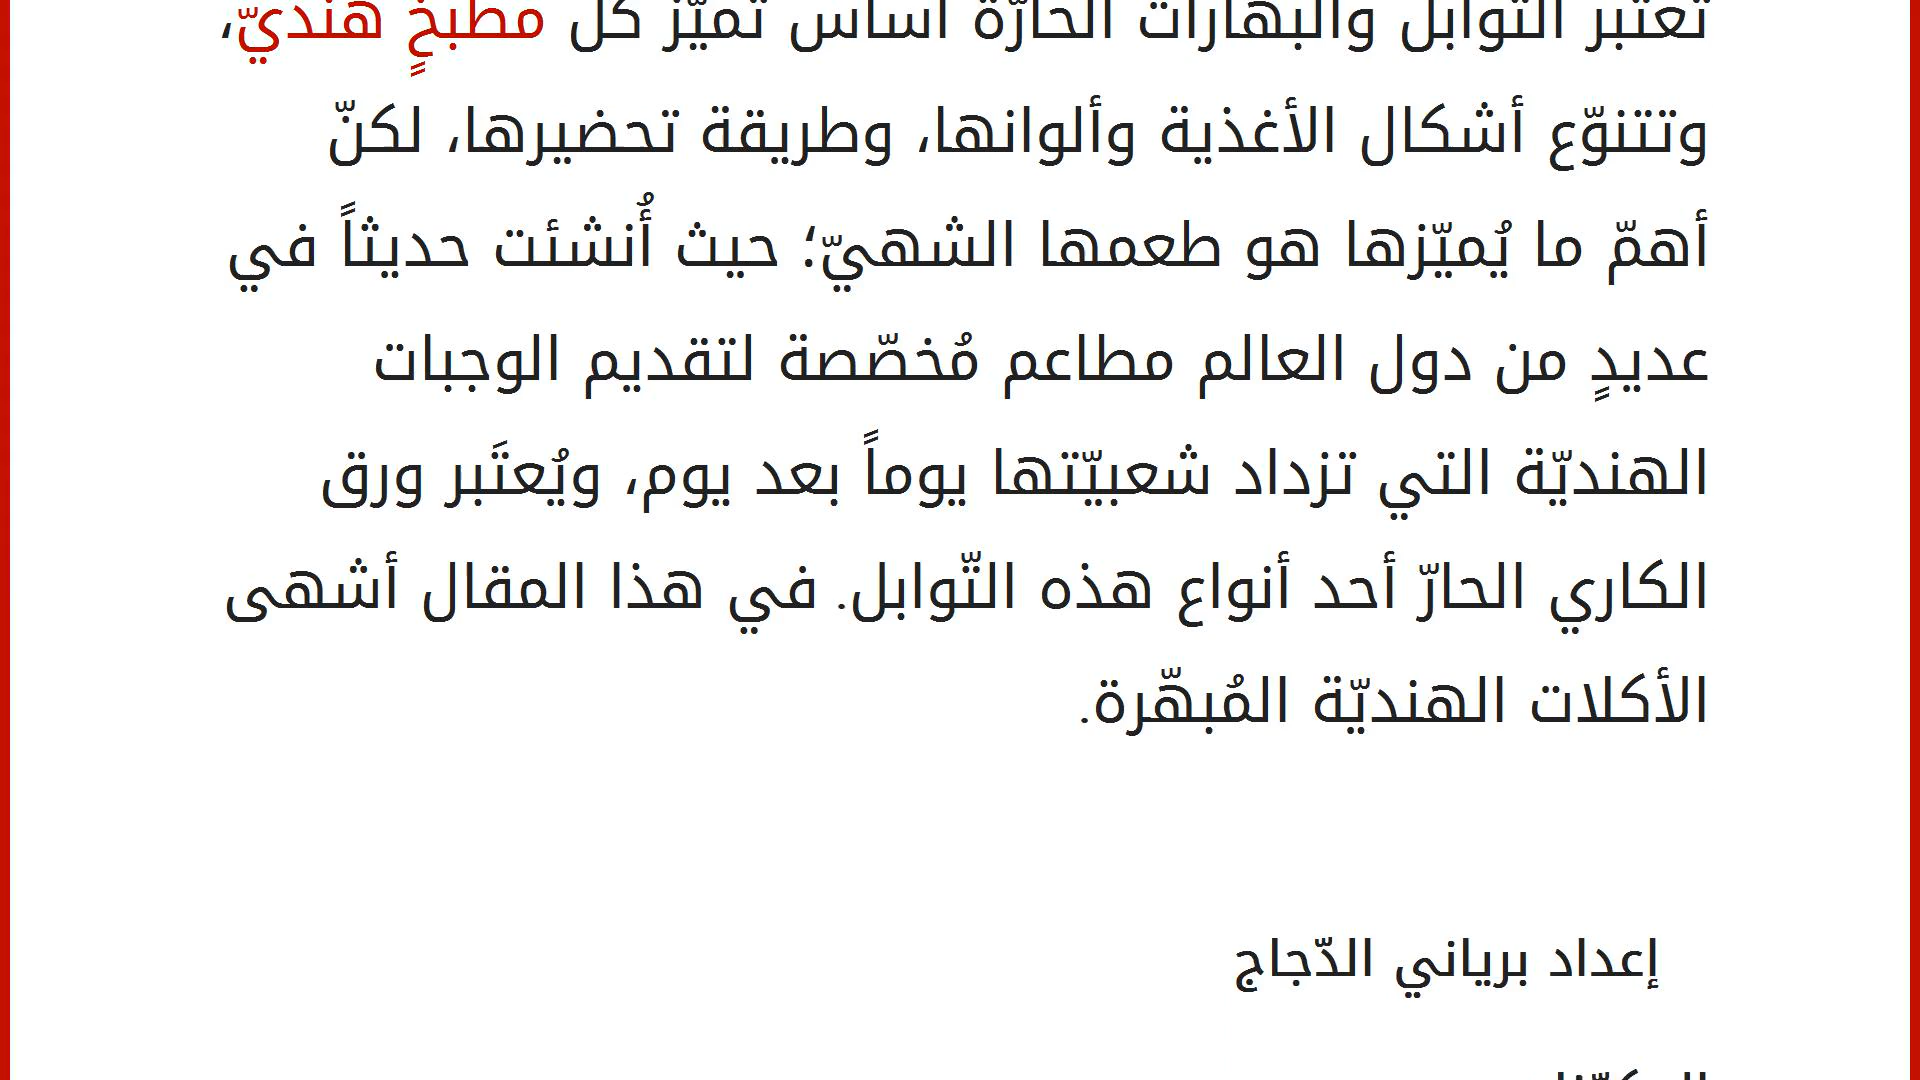 تعتبر التوابل والبهارات الحارّة أساس تميّز كل مطبخٍ هنديّ،
وتتنوّع أشكال الأغذية وألوانها، وطريقة تحضيرها، لكنّ
أهمّ ما يُميّزها هو طعمها الشهيّ؛ حيث أُنشئت حديثاً في
عديدٍ من دول العالم مطاعم مُخصّصة لتقديم الوجبات
الهنديّة التي تزداد شعبيّتها يوماً بعد يوم، ويُعتَبر ورق
الكاري الحارّ أحد أنواع هذه التّوابل. في هذا المقال أشهى
الأكلات الهنديّة المُبهّرة.
إعداد برياني الدّجاج